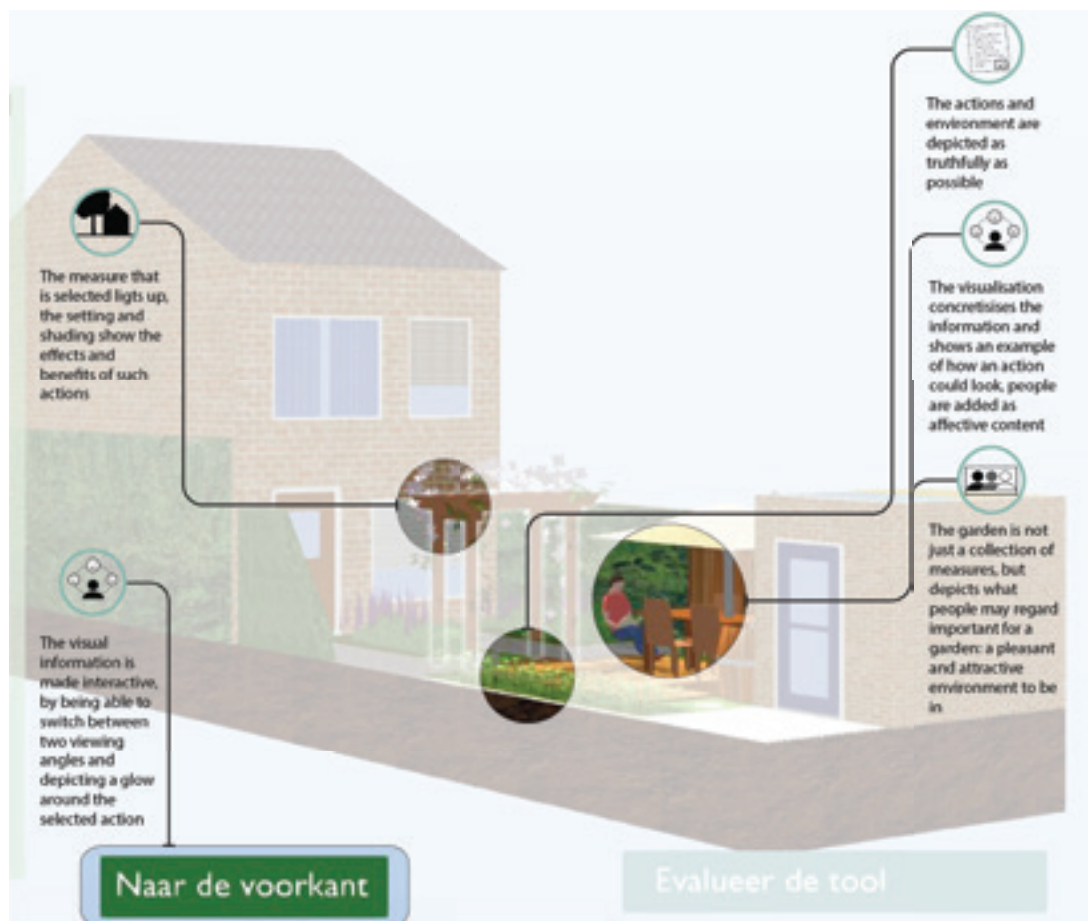 The actions and
environment are
depicted as
truthfully as
possible
The measure that
is selected ligts up,
the setting and
shading show the
effects and
benefits of such
actions
The visualisation
concretisises the
information and
shows an example
of how an action
could look, people
are added as
affective content
The garden is not
just a collection of
measures, but
depicts what
people may regard
important for a
garden: a pleasant
and attractive
environment to be
in
The visual
information is
made interactive,
by being able to
switch between
two viewing
angles and
depicting a glow
around the
selected action
Naar de voorkant
Evalueer de tool